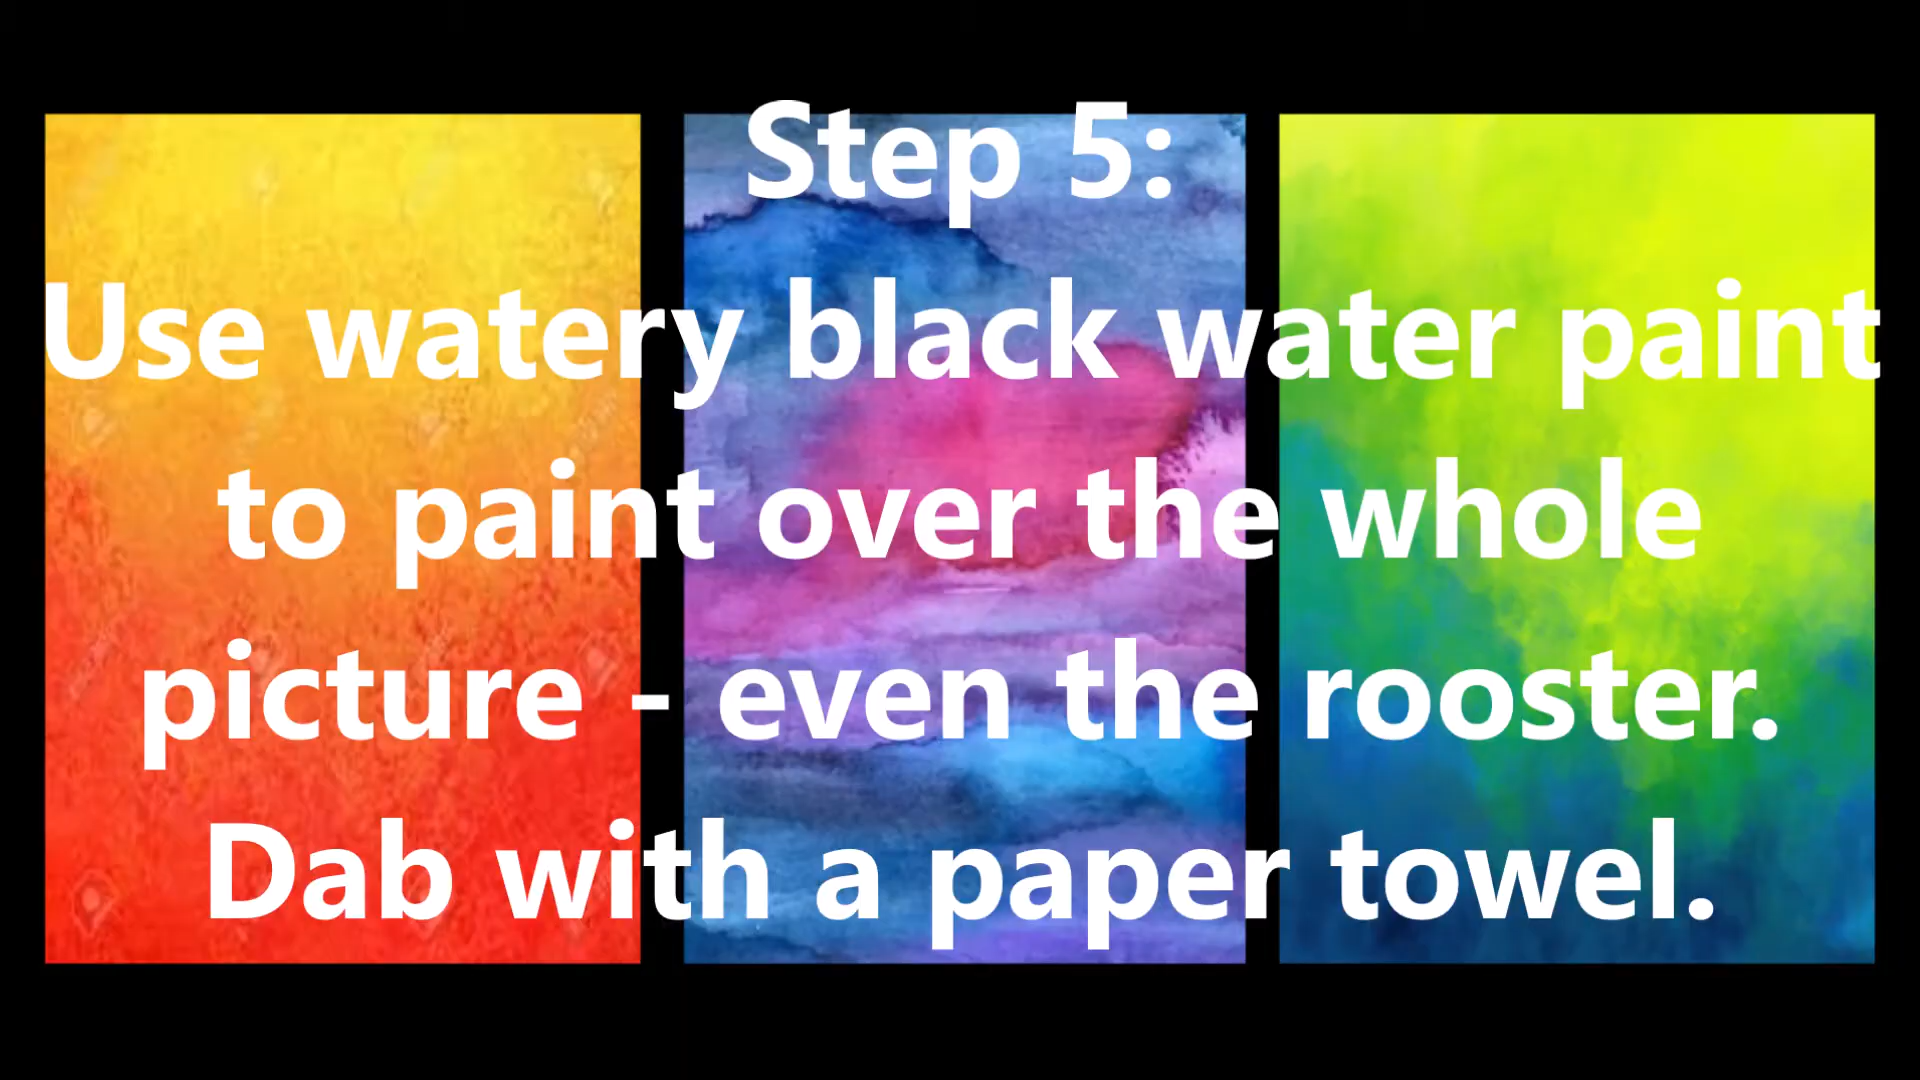 Step 5:
Use watery black water paint
to paint over the whole
picture - even the rooster.
Dab with a paper towel.